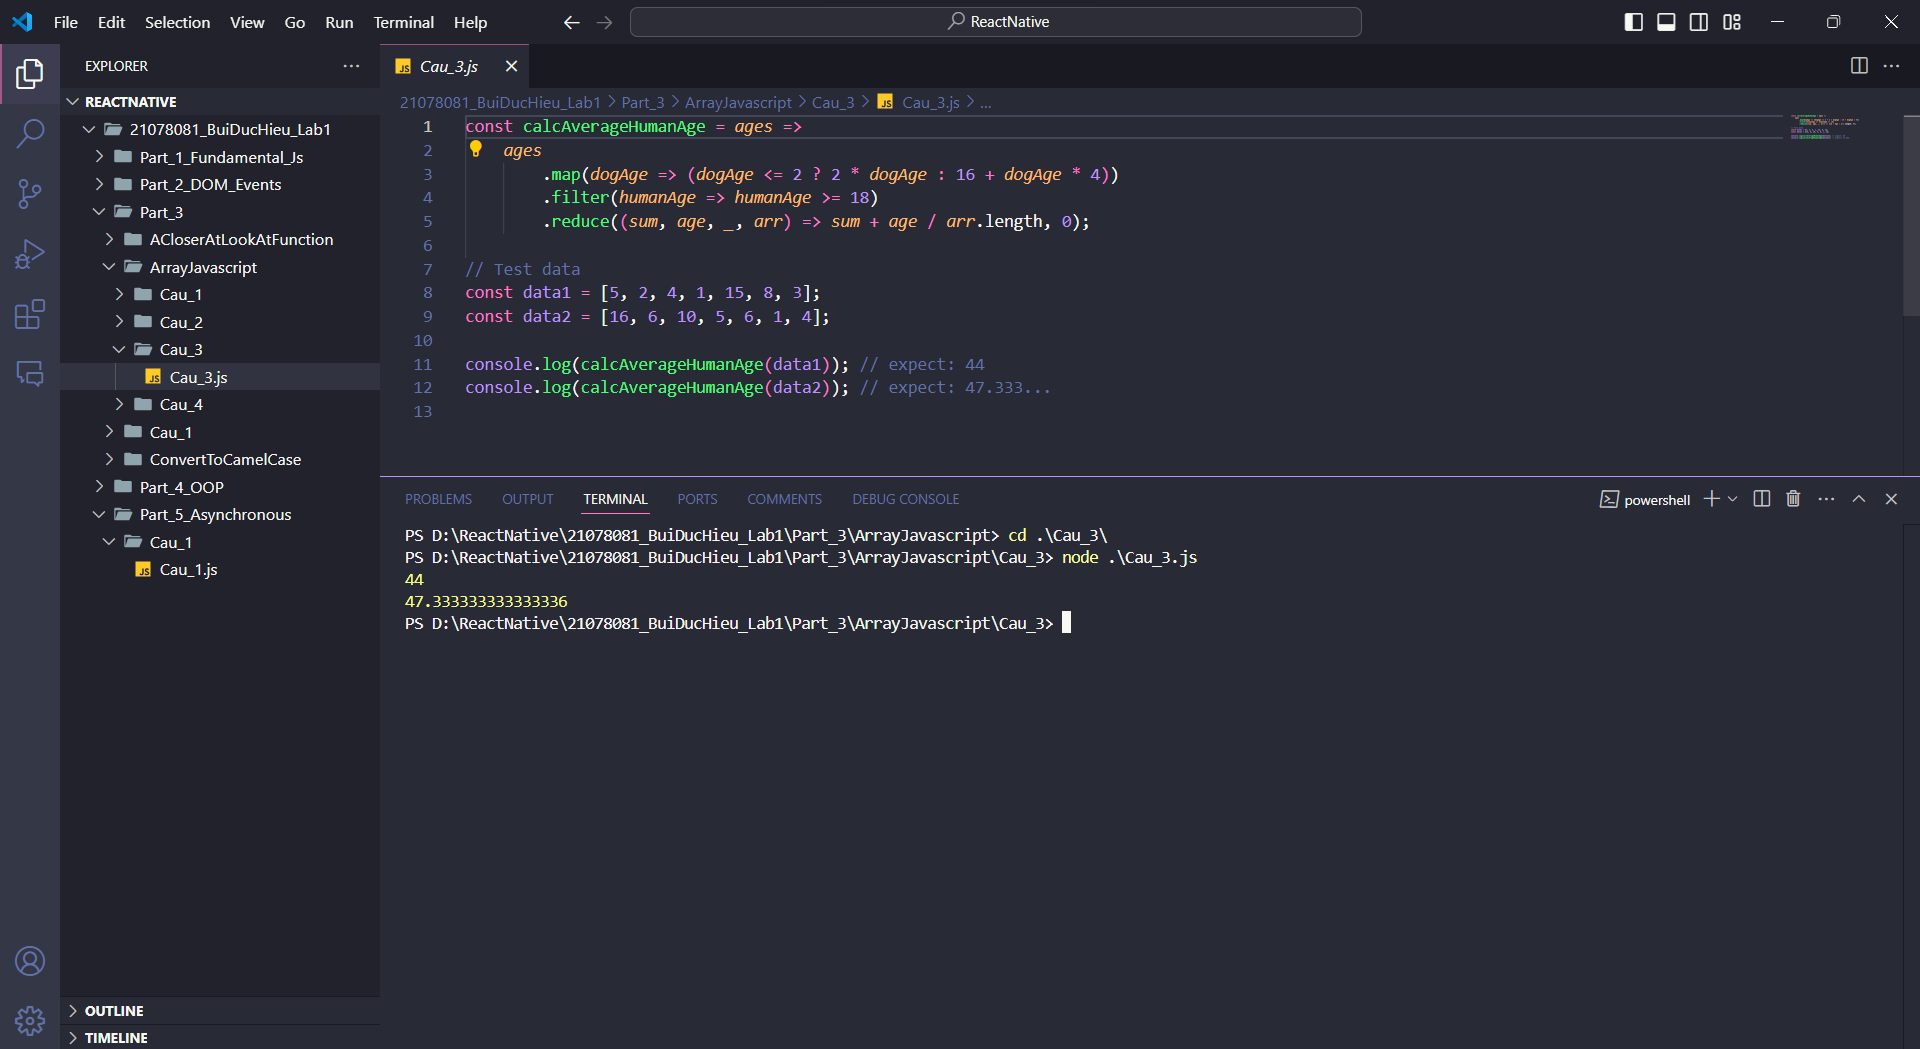 File Edit Selection View Go Run Terminal Help
ReactNative
EXPLORER
REACTNATIVE
21078081_BuiDucHieu_Lab1
Part_1_Fundamental_Js
Part_2_DOM_Events
Part_3
ACloserAtLookAtFunction
ArrayJavascript
Cau_1
Cau_2
Cau_3
Cau_3.js
Cau_4
Cau_1
ConvertToCamelCase
Part_4_OOP
Part_5_Asynchronous
Cau_1
Cau_1.js
OUTLINE
TIMELINE
Cau_3.js
21078081_BuiDucHieu_Lab1 > Part_3 > ArrayJavascript > Cau_3 > Cau_3.js > ...
1 const calcAverageHumanAge = ages =>
2 ages
3 .map(dogAge => (dogAge <= 2 ? 2 * dogAge : 16 + dogAge * 4))
4 .filter(humanAge => humanAge >= 18)
5 .reduce((sum, age, _, arr) => sum + age / arr.length, 0);
6
7 // Test data
8 const data1 = [5, 2, 4, 1, 15, 8, 3];
9 const data2 = [16, 6, 10, 5, 6, 1, 4];
10
11 console.log(calcAverageHumanAge(data1)); // expect: 44
12 console.log(calcAverageHumanAge(data2)); // expect: 47.333...
13
PROBLEMS OUTPUT TERMINAL PORTS COMMENTS DEBUG CONSOLE
powershell
PS D:\ReactNative\21078081_BuiDucHieu_Lab1\Part_3\ArrayJavascript> cd .\Cau_3\
PS D:\ReactNative\21078081_BuiDucHieu_Lab1\Part_3\ArrayJavascript\Cau_3> node .\Cau_3.js
44
47.333333333333336
PS D:\ReactNative\21078081_BuiDucHieu_Lab1\Part_3\ArrayJavascript\Cau_3>